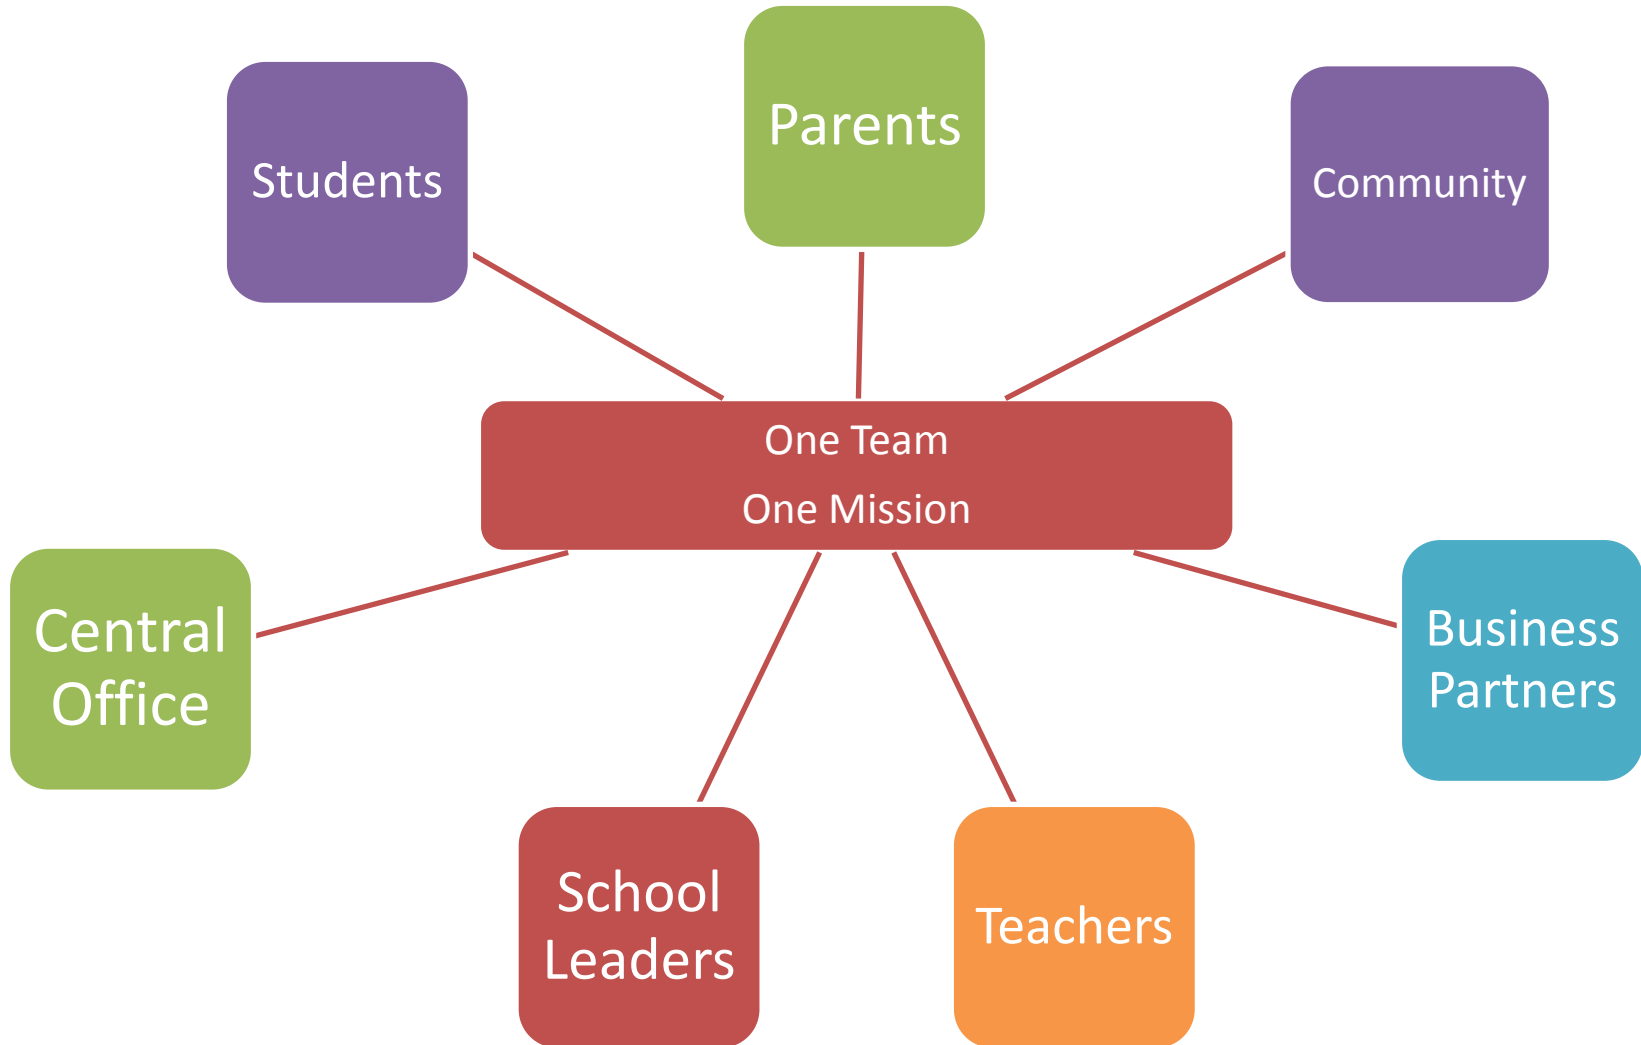 Parents
Students
Community
One Team
One Mission
Central
Office
Business
Partners
School
Leaders
Teachers